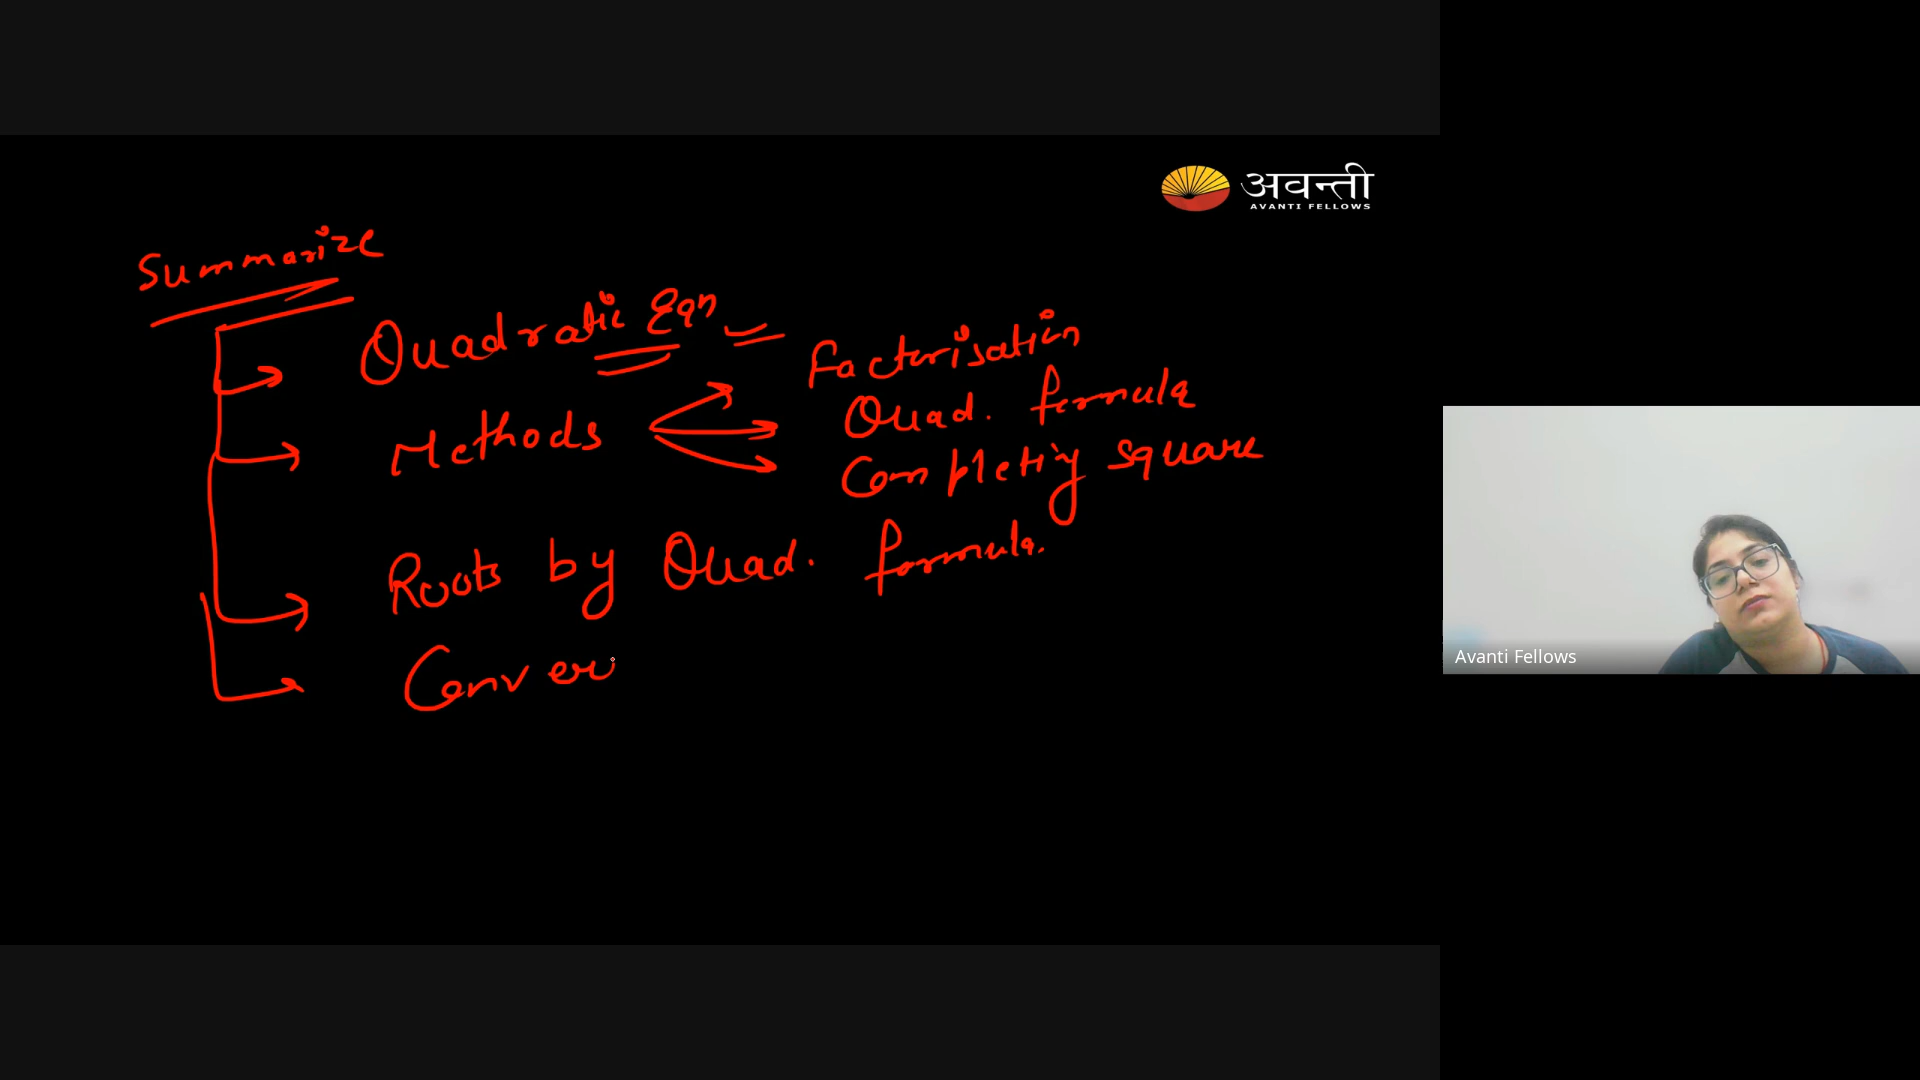 अवन्ती
AVANTI FELLOWS
Summarize
Quadratic Eqn
Factorisation
Methods
Quad. formula
Completing square
Roots by Quad. formula.
Conver
Avanti Fellows